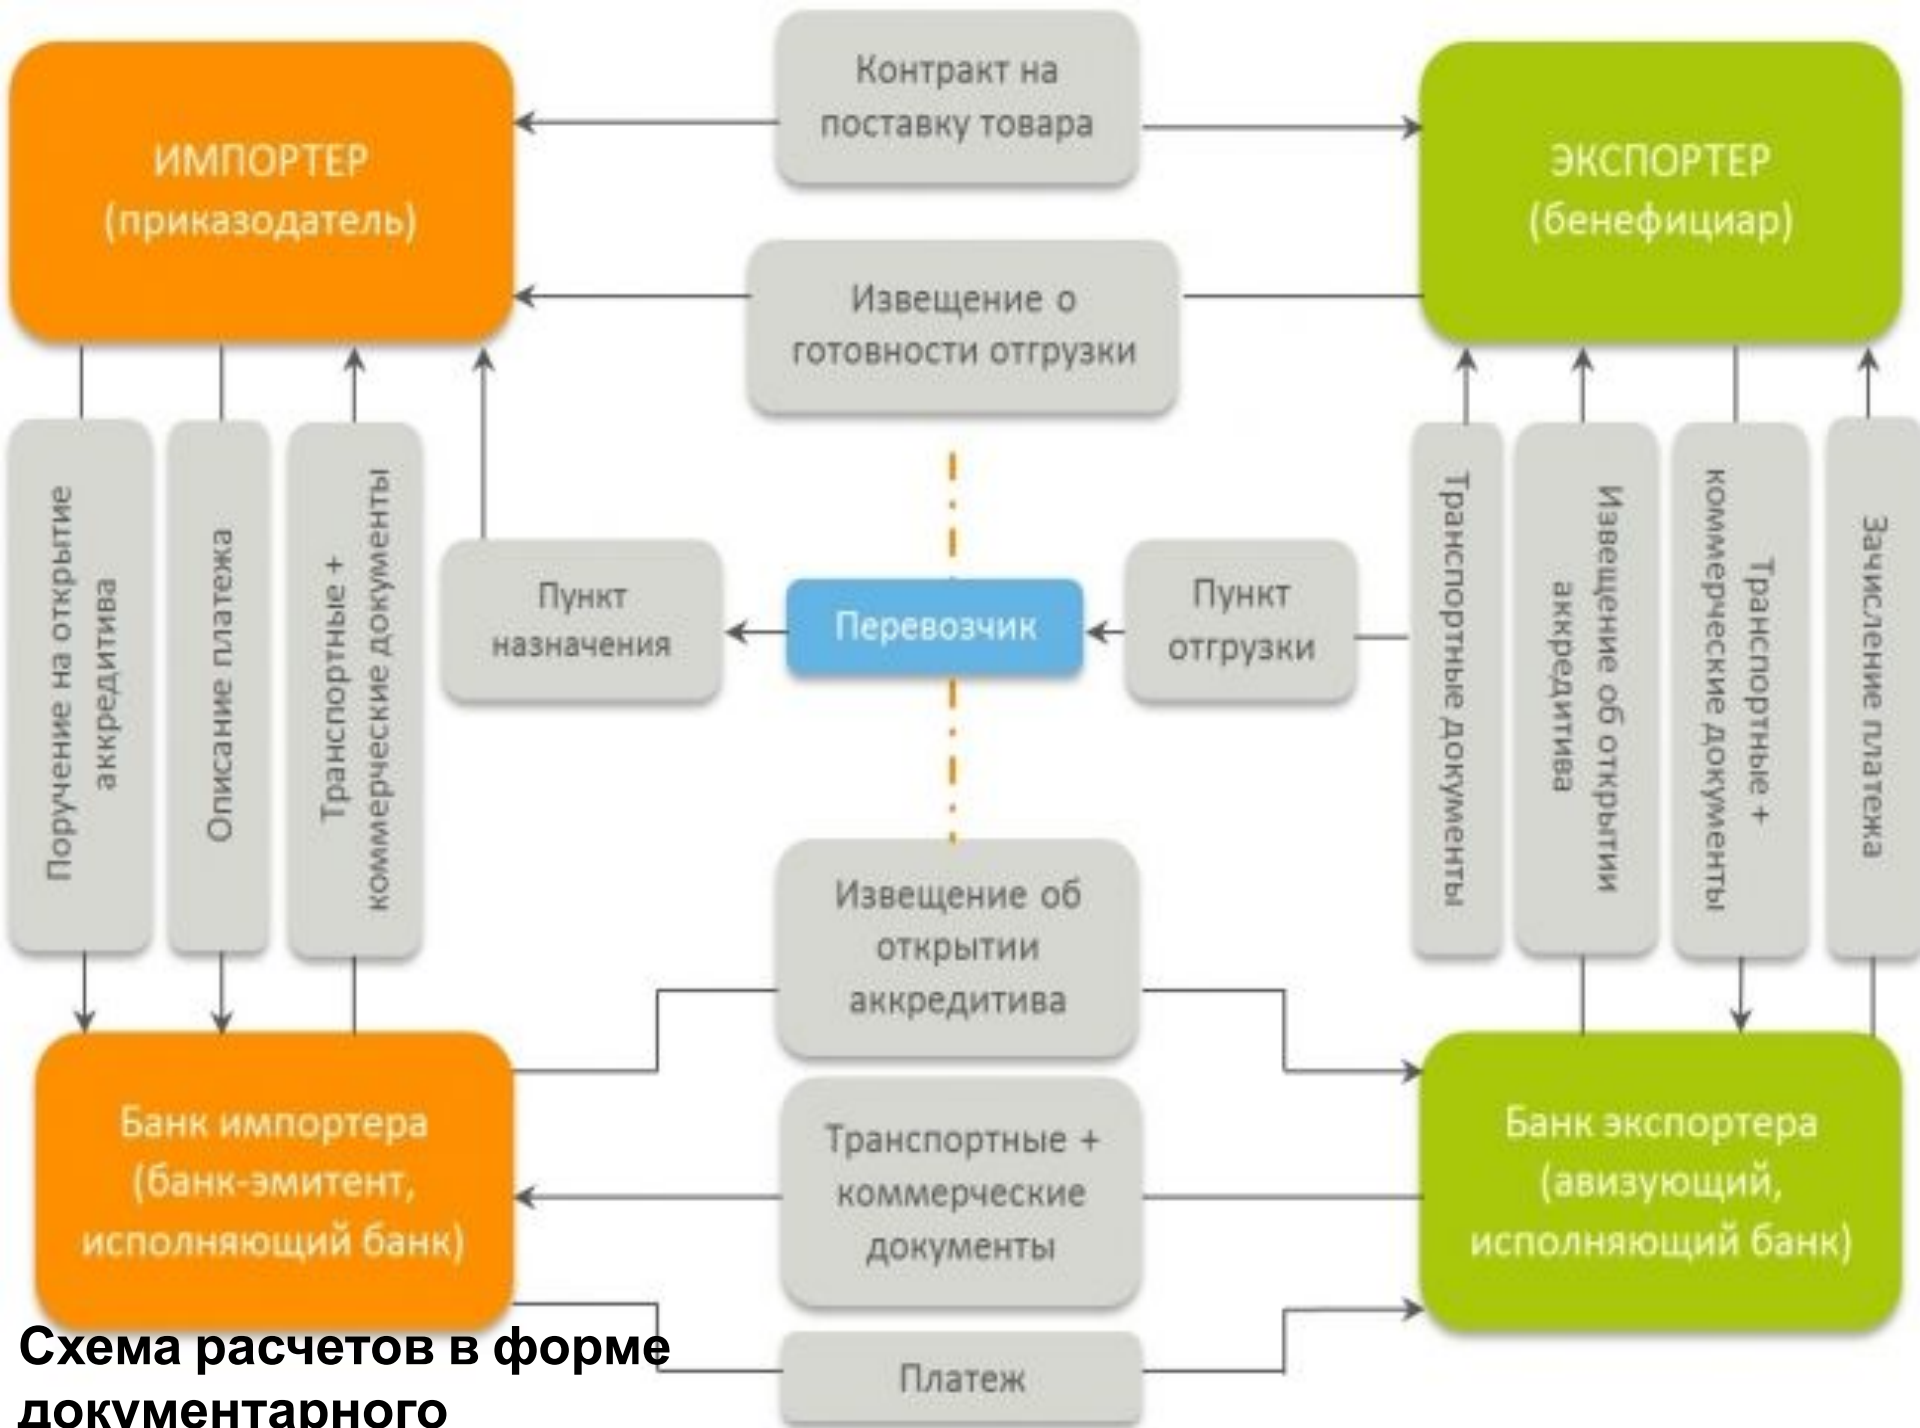 Контракт на
поставку товара
ИМПОРТЕР
(приказодатель)
ЭКСПОРТЕР
(бенефициар)
Извещение о
готовности отгрузки
Поручение на открытие
аккредитива
Описание платежа
Транспортные +
коммерческие документы
Пункт
назначения
Перевозчик
Пункт
отгрузки
Транспортные документы
Извещение об открытии
аккредитива
Транспортные +
коммерческие документы
Зачисление платежа
Извещение об
открытии
аккредитива
Банк импортера
(банк-эмитент,
исполняющий банк)
Транспортные +
коммерческие
документы
Банк экспортера
(авизующий,
исполняющий банк)
Платеж
Схема расчетов в форме
документарного